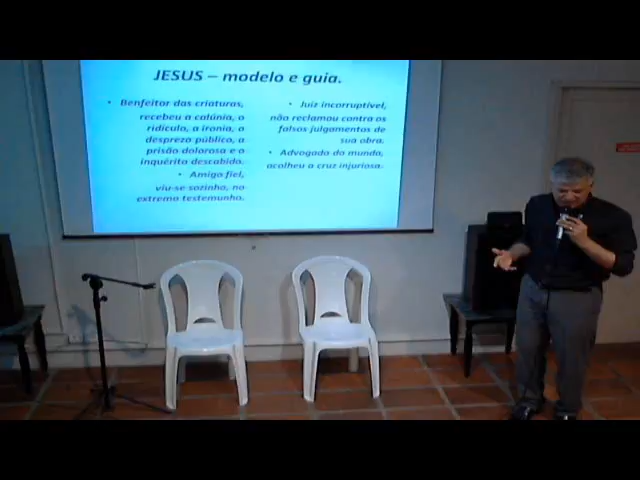 JESUS – modelo e guia.
• Benfeitor das criaturas,
recebeu a calúnia, o
ridículo, a ironia, o
desprezo público, a
prisão dolorosa e o
inquérito descabido.
• Amigo fiel,
viu-se sozinho, no
extremo testemunho.
• Juiz incorruptível,
não reclamou contra os
falsos julgamentos de
sua obra.
• Advogado do mundo,
acolheu a cruz injuriosa.